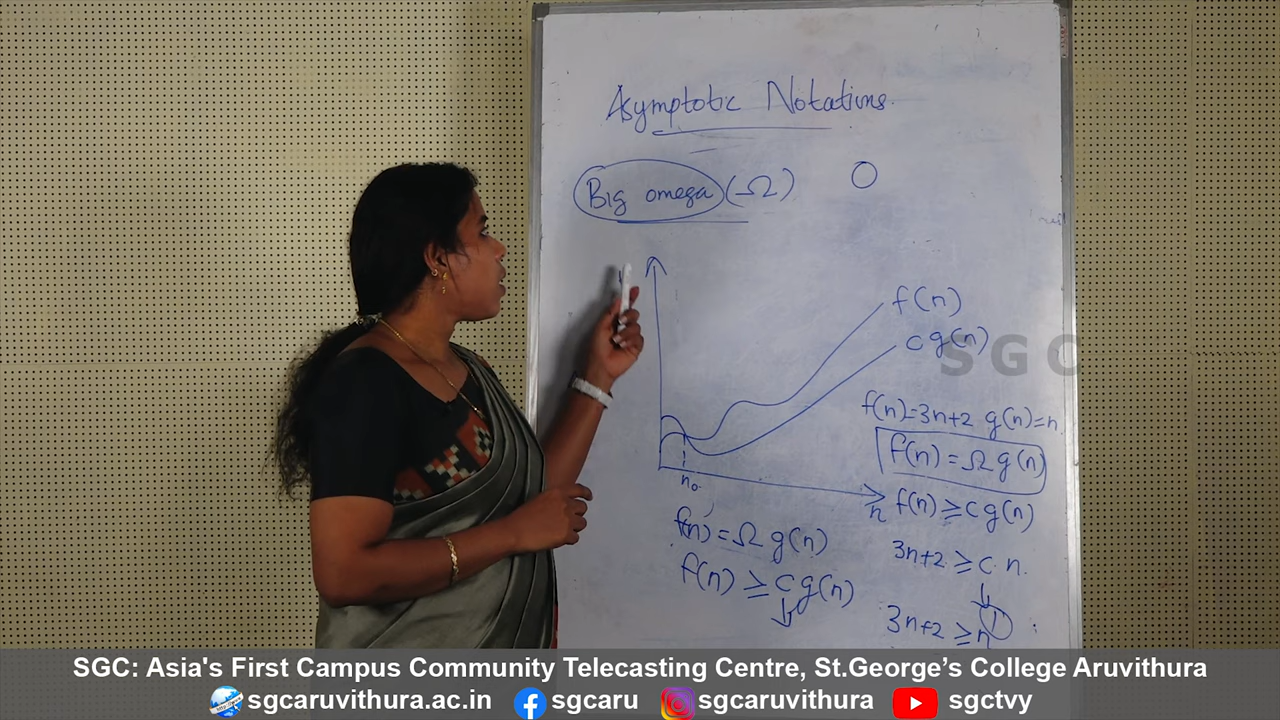 Asymptotic Notations.
Big omega (Ω) O
f(n)
c g(n)
SGC
f(n)=3n+2 g(n)=n.
f(n)=Ω g(n)
n₀
n
f(n) ≥ c g(n)
f(n) = Ω g(n)
3n+2 ≥ c. n.
f(n) ≥ c g(n)
↓
↓
1
3n+2 ≥ n
SGC: Asia's First Campus Community Telecasting Centre, St.George’s College Aruvithura
sgcaruvithura.ac.in sgcaru sgcaruvithura sgctvy